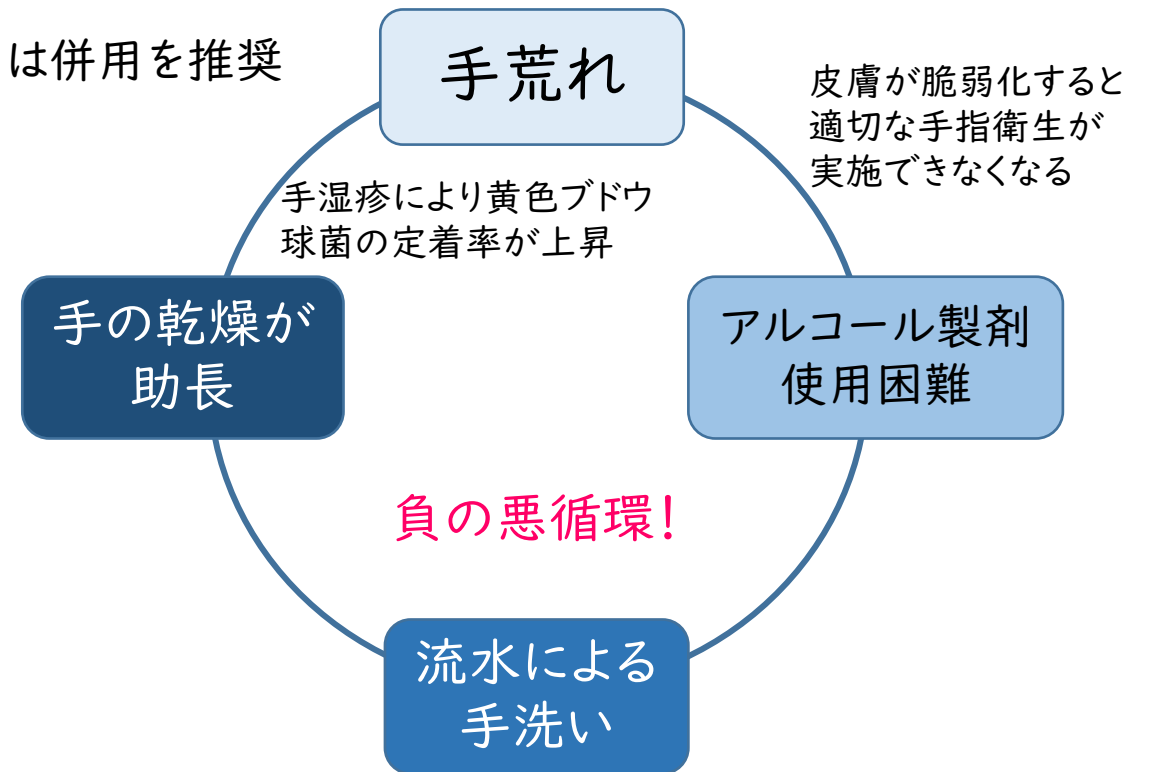 は併用を推奨
手荒れ
皮膚が脆弱化すると
適切な手指衛生が
実施できなくなる
手湿疹により黄色ブドウ
球菌の定着率が上昇
手の乾燥が
助長
アルコール製剤
使用困難
負の悪循環!
流水による
手洗い